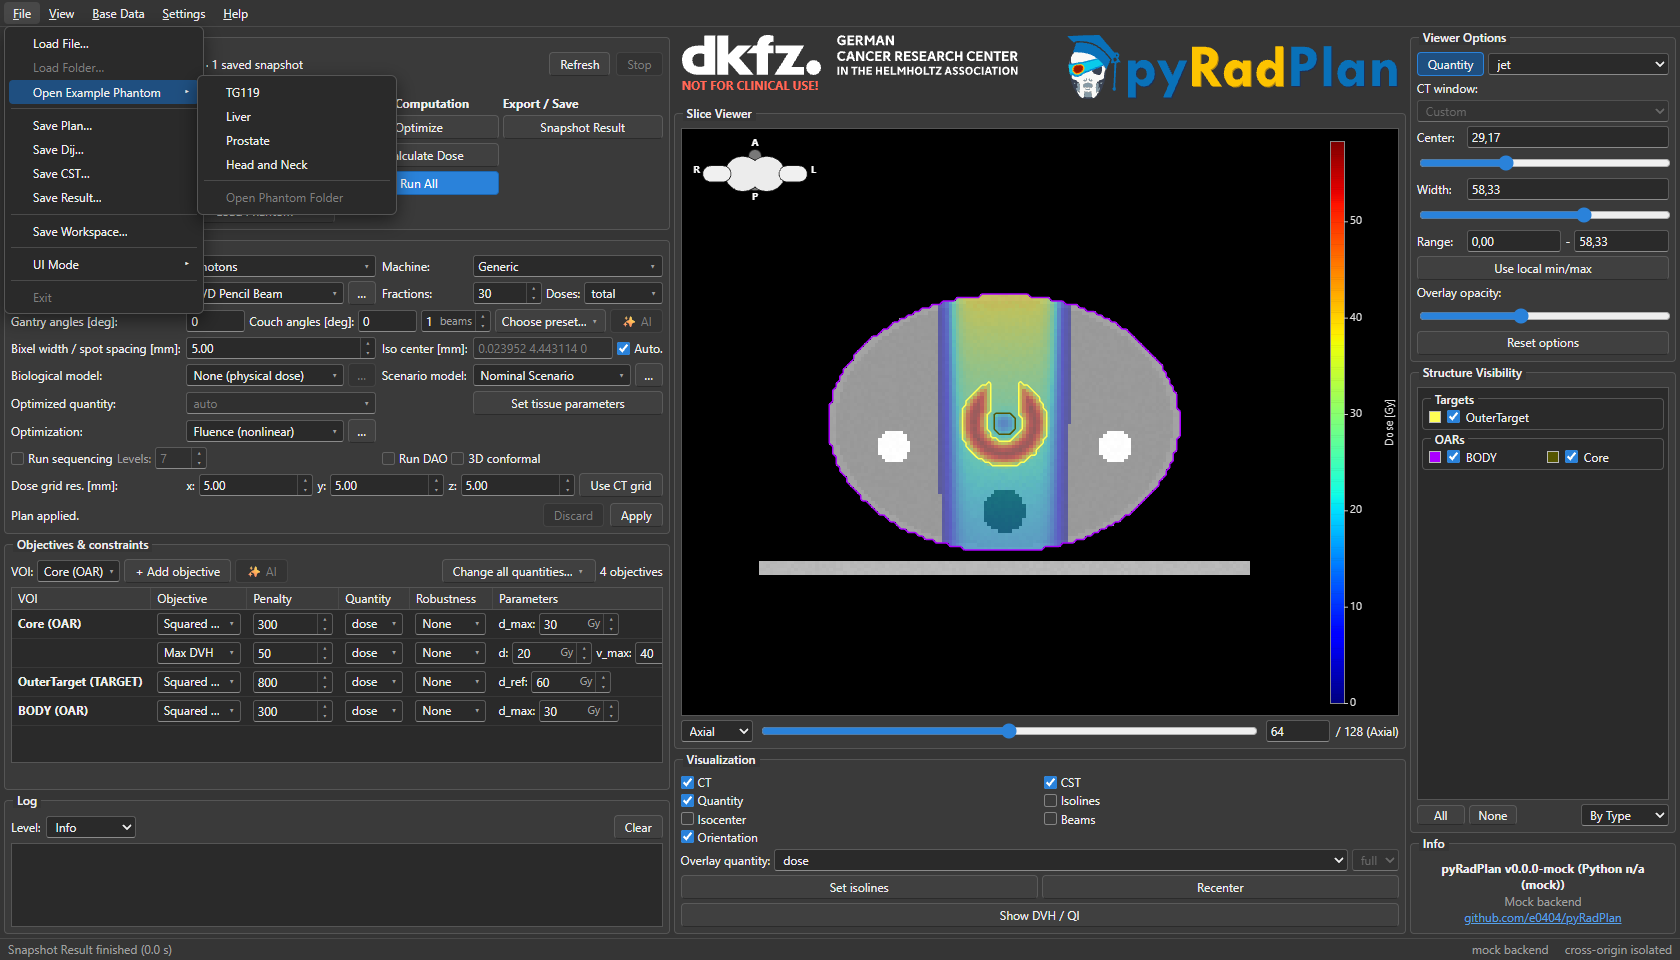 File View Base Data Settings Help
Load File...
Load Folder...
Open Example Phantom
Save Plan...
Save Dij...
Save CST...
Save Result...
Save Workspace...
UI Mode
Exit
TG119
Liver
Prostate
Head and Neck
Open Phantom Folder
· 1 saved snapshot
Refresh
Stop
Computation
Export / Save
Optimize
Snapshot Result
lculate Dose
Run All
otons
Machine:
Generic
/D Pencil Beam
...
Fractions:
30
Doses:
total
Gantry angles [deg]:
0
Couch angles [deg]:
0
1 beams
Choose preset...
AI
Bixel width / spot spacing [mm]:
5.00
Iso center [mm]:
0.023952 4.443114 0
Auto.
Biological model:
None (physical dose)
...
Scenario model:
Nominal Scenario
...
Optimized quantity:
auto
Set tissue parameters
Optimization:
Fluence (nonlinear)
...
Run sequencing
Levels:
7
Run DAO
3D conformal
Dose grid res. [mm]:
x: 5.00
y: 5.00
z: 5.00
Use CT grid
Plan applied.
Discard
Apply
Objectives & constraints
VOI: Core (OAR)
+ Add objective
AI
Change all quantities...
4 objectives
VOI Objective Penalty Quantity Robustness Parameters
Core (OAR) Squared ... 300 dose None d_max: 30 Gy
Max DVH 50 dose None d: 20 Gy v_max: 40
OuterTarget (TARGET) Squared ... 800 dose None d_ref: 60 Gy
BODY (OAR) Squared ... 300 dose None d_max: 30 Gy
Log
Level: Info
Clear
Snapshot Result finished (0.0 s)
dkfz.
NOT FOR CLINICAL USE!
GERMAN
CANCER RESEARCH CENTER
IN THE HELMHOLTZ ASSOCIATION
pyRadPlan
Slice Viewer
A
R
L
P
50
40
30
20
10
0
Dose [Gy]
Axial
64
/ 128 (Axial)
Visualization
CT
CST
Quantity
Isolines
Isocenter
Beams
Orientation
Overlay quantity:
dose
full
Set isolines
Recenter
Show DVH / QI
Viewer Options
Quantity
jet
CT window:
Custom
Center: 29,17
Width: 58,33
Range: 0,00 - 58,33
Use local min/max
Overlay opacity:
Reset options
Structure Visibility
Targets
OuterTarget
OARs
BODY
Core
All
None
By Type
Info
pyRadPlan v0.0.0-mock (Python n/a
(mock))
Mock backend
github.com/e0404/pyRadPlan
mock backend
cross-origin isolated